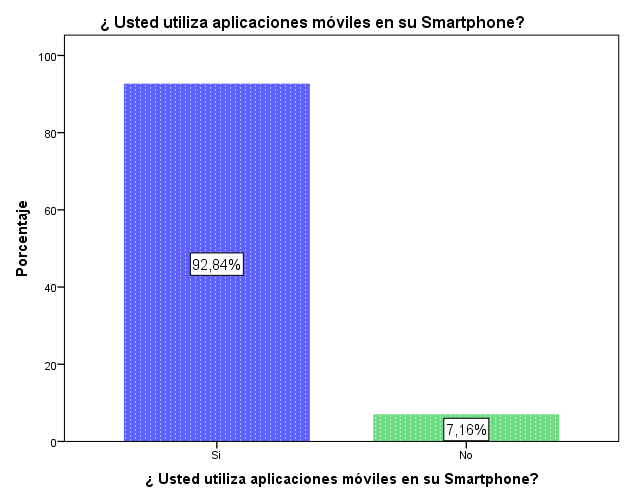 ¿ Usted utiliza aplicaciones móviles en su Smartphone?
100
80
60
40
20
0
Porcentaje
92,84%
7,16%
Si
No
¿ Usted utiliza aplicaciones móviles en su Smartphone?